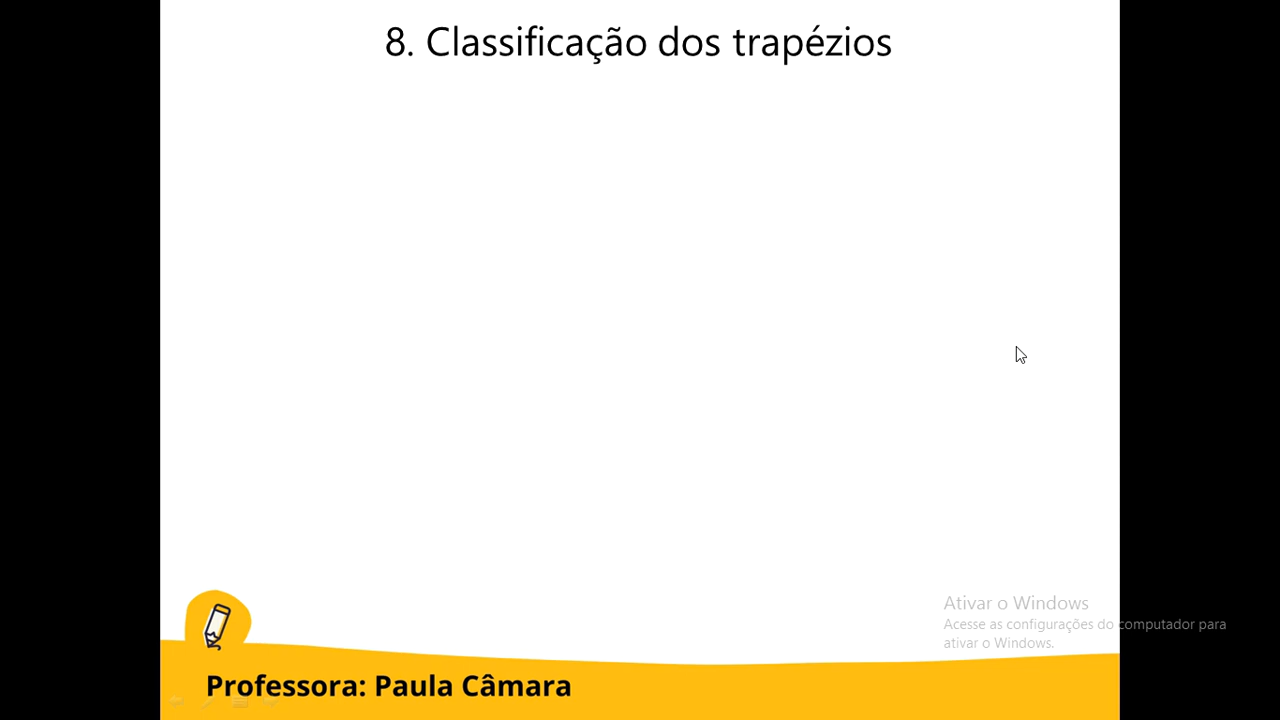 8. Classificação dos trapézios
Ativar o Windows
Acesse as configurações do computador para
ativar o Windows.
Professora: Paula Câmara